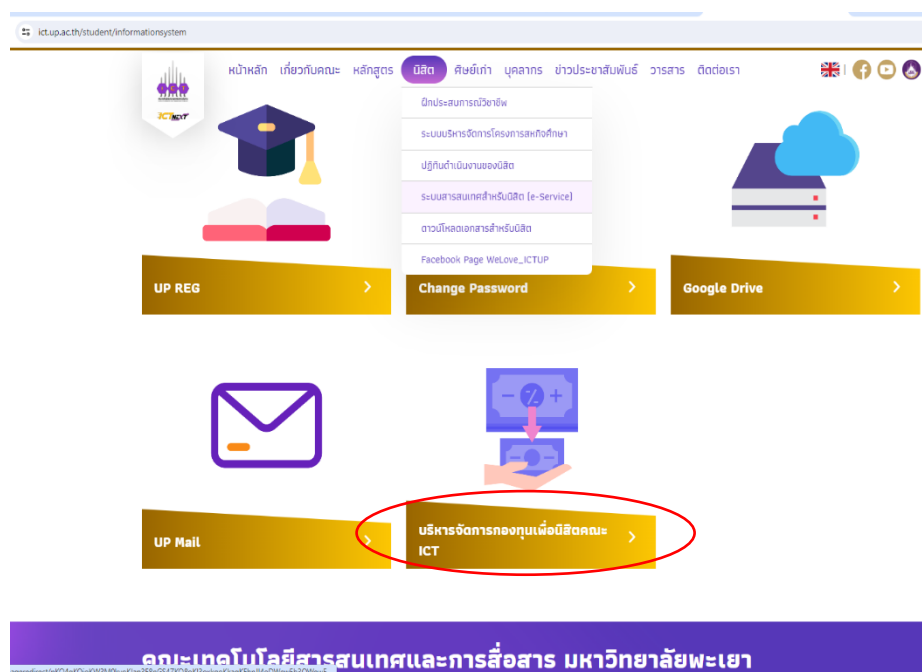 ict.up.ac.th/student/informationsystem
หน้าหลัก เกี่ยวกับคณะ หลักสูตร นิสิต ศิษย์เก่า บุคลากร ข่าวประชาสัมพันธ์ วารสาร ติดต่อเรา
ICTNEXT
ฝึกประสบการณ์วิชาชีพ
ระบบบริหารจัดการโครงการสหกิจศึกษา
ปฏิทินดำเนินงานของนิสิต
ระบบสารสนเทศสำหรับนิสิต (e-Service)
ดาวน์โหลดเอกสารสำหรับนิสิต
Facebook Page WeLove_ICTUP
UP REG
Change Password
Google Drive
UP Mail
บริหารจัดการกองทุนเพื่อนิสิตคณะ
ICT
คณะเทคโนโลยีสารสนเทศและการสื่อสาร มหาวิทยาลัยพะเยา